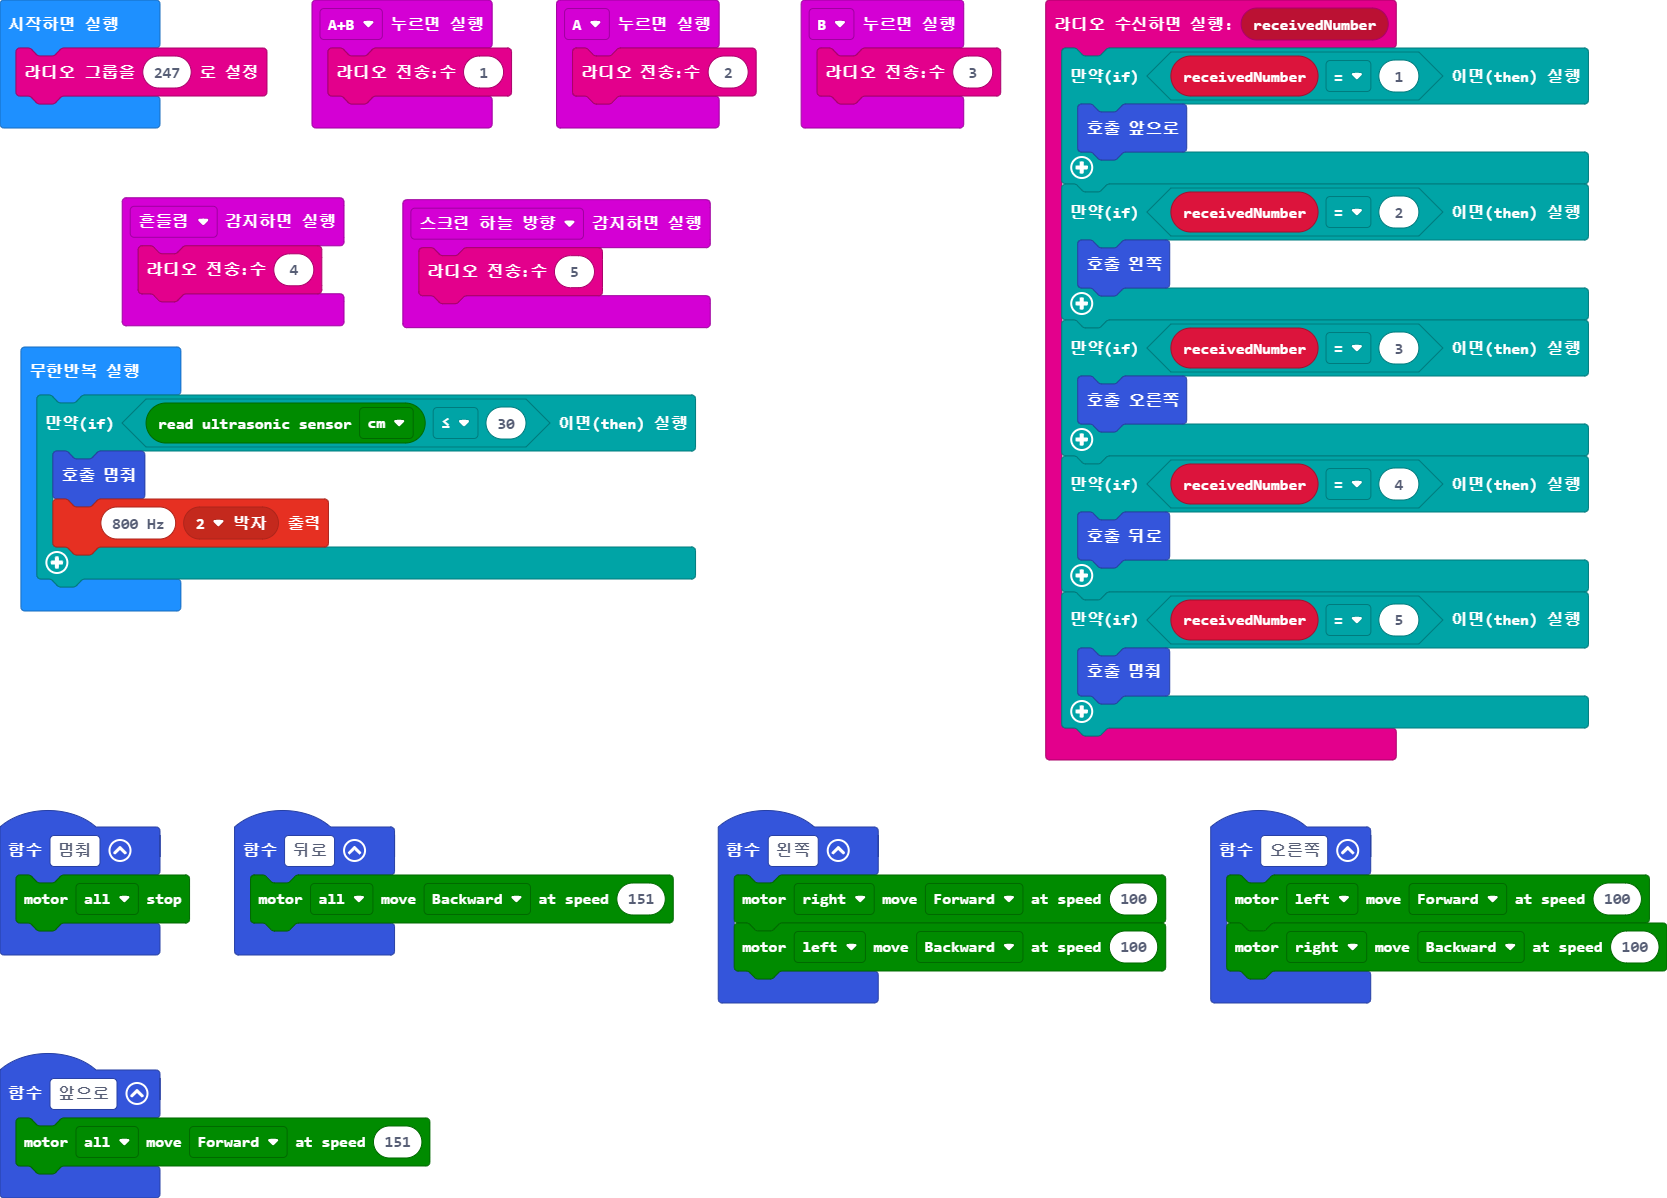 시작하면 실행
라디오 그룹을 247 로 설정
A+B 누르면 실행
라디오 전송:수 1
A 누르면 실행
라디오 전송:수 2
B 누르면 실행
라디오 전송:수 3
흔들림 감지하면 실행
라디오 전송:수 4
스크린 하늘 방향 감지하면 실행
라디오 전송:수 5
무한반복 실행
만약(if) read ultrasonic sensor cm ≤ 30 이면(then) 실행
호출 멈춰
800 Hz 2 박자 출력
라디오 수신하면 실행: receivedNumber
만약(if) receivedNumber = 1 이면(then) 실행
호출 앞으로
만약(if) receivedNumber = 2 이면(then) 실행
호출 왼쪽
만약(if) receivedNumber = 3 이면(then) 실행
호출 오른쪽
만약(if) receivedNumber = 4 이면(then) 실행
호출 뒤로
만약(if) receivedNumber = 5 이면(then) 실행
호출 멈춰
함수 멈춰
motor all stop
함수 뒤로
motor all move Backward at speed 151
함수 왼쪽
motor right move Forward at speed 100
motor left move Backward at speed 100
함수 오른쪽
motor left move Forward at speed 100
motor right move Backward at speed 100
함수 앞으로
motor all move Forward at speed 151